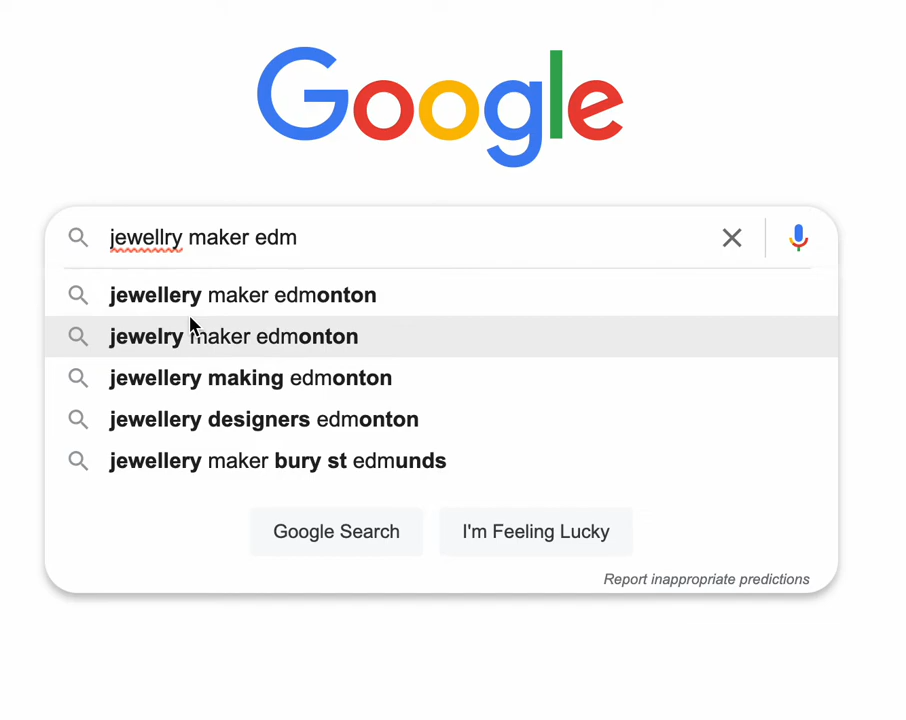 Google
jewellry maker edm
jewellery maker edmonton
jewelry maker edmonton
jewellery making edmonton
jewellery designers edmonton
jewellery maker bury st edmunds
Google Search I'm Feeling Lucky
Report inappropriate predictions